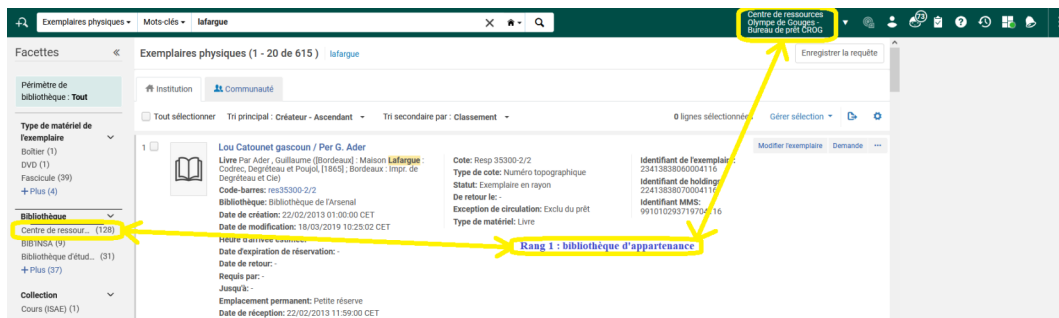 Exemplaires physiques Mots-clés lafargue
Centre de ressources
Olympe de Gouges -
Bureau de prêt CROG
73
Facettes «
Exemplaires physiques (1 - 20 de 615 ) lafargue
Enregistrer la requête
Périmètre de
bibliothèque : Tout
Institution Communauté
Tout sélectionner Tri principal : Créateur - Ascendant Tri secondaire par : Classement 0 lignes sélectionnées Gérer sélection
Type de matériel de
l'exemplaire
Boîtier (1)
DVD (1)
Fascicule (39)
+ Plus (4)
Bibliothèque
Centre de ressour... (128)
BIB'INSA (9)
Bibliothèque d'étud... (31)
+ Plus (37)
Collection
Cours (ISAE) (1)
1
Lou Catounet gascoun / Per G. Ader
Modifier l'exemplaire Demande ...
Livre Par Ader , Guillaume ([Bordeaux] : Maison Lafargue :
Codrec, Degréteau et Poujol, [1865] ; Bordeaux : Impr. de
Degréteau et Cie)
Code-barres: res35300-2/2
Bibliothèque: Bibliothèque de l'Arsenal
Date de création: 22/02/2013 01:00:00 CET
Date de modification: 18/03/2019 10:25:02 CET
Heure d'arrivée estimée:
Date d'expiration de réservation: -
Date de retour: -
Requis par: -
Jusqu'à: -
Emplacement permanent: Petite réserve
Date de réception: 22/02/2013 11:59:00 CET
Cote: Resp 35300-2/2
Type de cote: Numéro topographique
Statut: Exemplaire en rayon
De retour le: -
Exception de circulation: Exclu du prêt
Type de matériel: Livre
Identifiant de l'exemplaire:
23413838060004116
Identifiant de holdings:
22413838070004116
Identifiant MMS:
991010293719704116
Rang 1 : bibliothèque d'appartenance